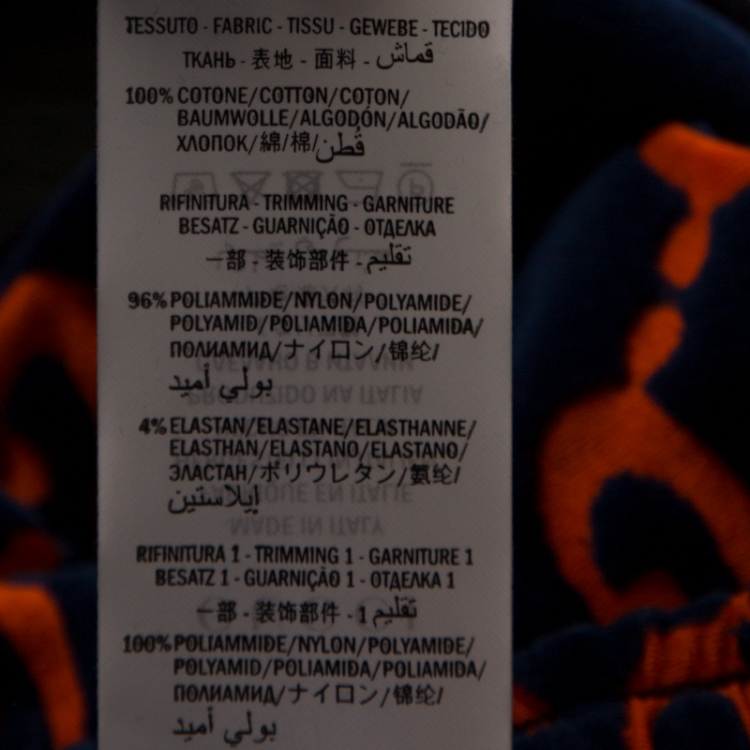 TESSUTO - FABRIC - TISSU - GEWEBE - TECIDO
ТКАНЬ - 表地 - 面料 - قماش
100% COTONE/COTTON/COTON/
BAUMWOLLE/ALGODÓN/ALGODÃO/
ХЛОПОК/綿/棉/قُطن
RIFINITURA - TRIMMING - GARNITURE
BESATZ - GUARNIÇÃO - ОТДЕЛКА
一部 - 装饰部件 - تقليم
96% POLIAMMIDE/NYLON/POLYAMIDE/
POLYAMID/POLIAMIDA/POLIAMIDA/
ПОЛИАМИД/ナイロン/锦纶/
بولي أميد
4% ELASTAN/ELASTANE/ELASTHANNE/
ELASTHAN/ELASTANO/ELASTANO/
ЭЛАСТАН/ポリウレタン/氨纶/
إيلاستين
RIFINITURA 1 - TRIMMING 1 - GARNITURE 1
BESATZ 1 - GUARNIÇÃO 1 - ОТДЕЛКА 1
一部 - 装饰部件 - 1 تقليم
100% POLIAMMIDE/NYLON/POLYAMIDE/
POLYAMID/POLIAMIDA/POLIAMIDA/
ПОЛИАМИД/ナイロン/锦纶/
بولي أميد